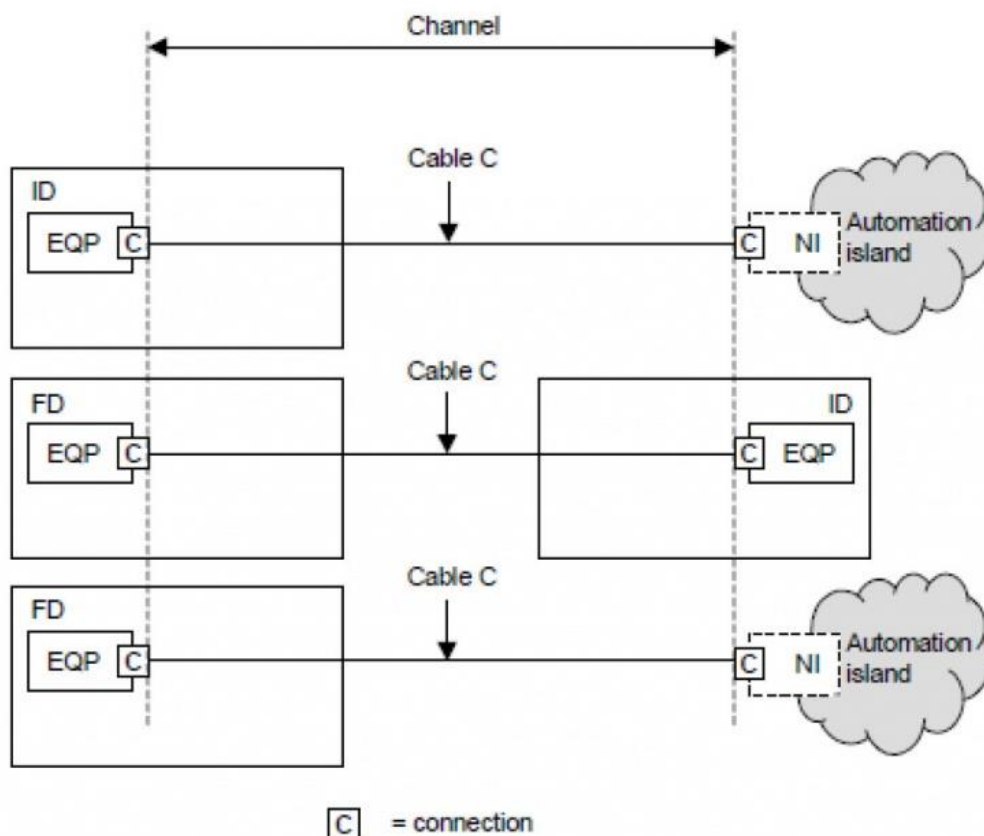 Channel
Cable C
ID
EQP C
C NI
Automation
island
Cable C
FD
EQP C
ID
C EQP
Cable C
FD
EQP C
C NI
Automation
island
C = connection